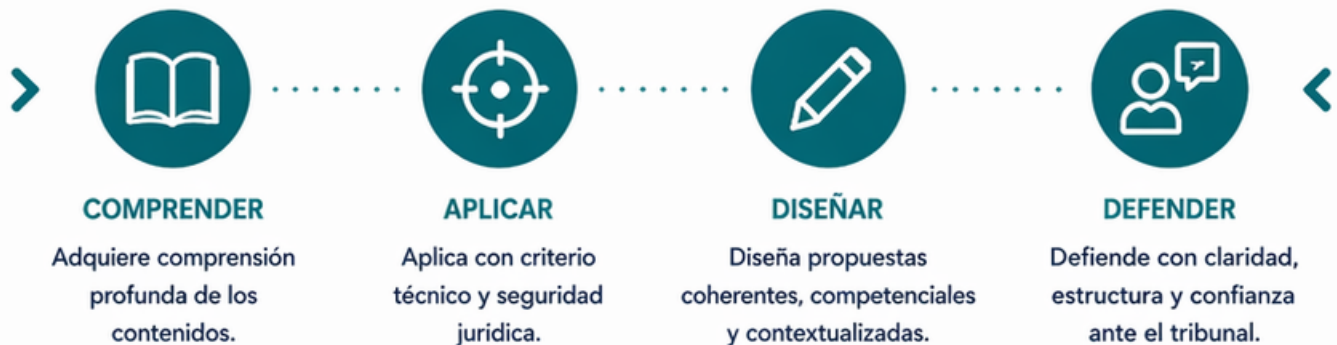 COMPRENDER
Adquiere comprensión
profunda de los
contenidos.
APLICAR
Aplica con criterio
técnico y seguridad
jurídica.
DISEÑAR
Diseña propuestas
coherentes, competenciales
y contextualizadas.
DEFENDER
Defiende con claridad,
estructura y confianza
ante el tribunal.